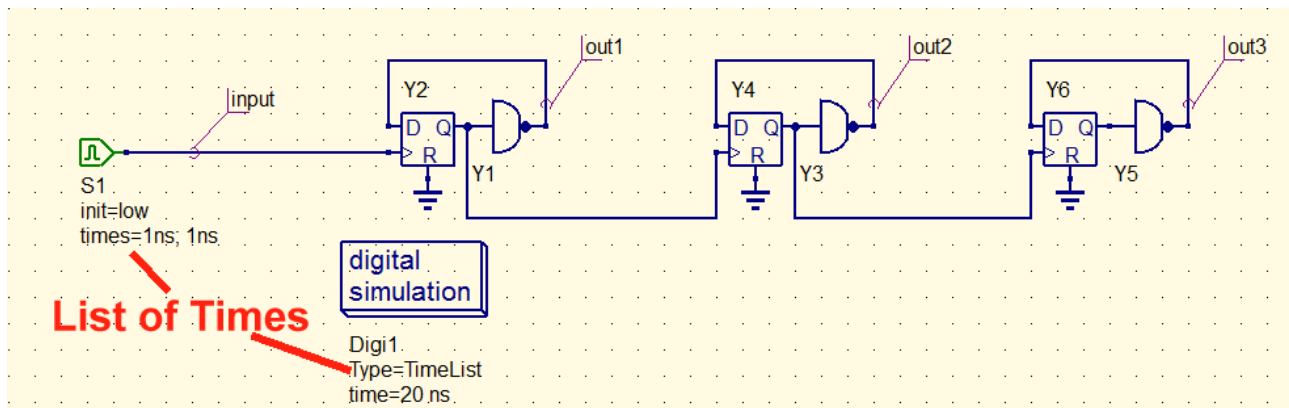 out1
out2
out3
input
Y2
Y4
Y6
D Q
R
D Q
R
D Q
R
Y1
Y3
Y5
S1
init=low
times=1ns; 1ns
digital
simulation
List of Times
Digi1
Type=TimeList
time=20 ns